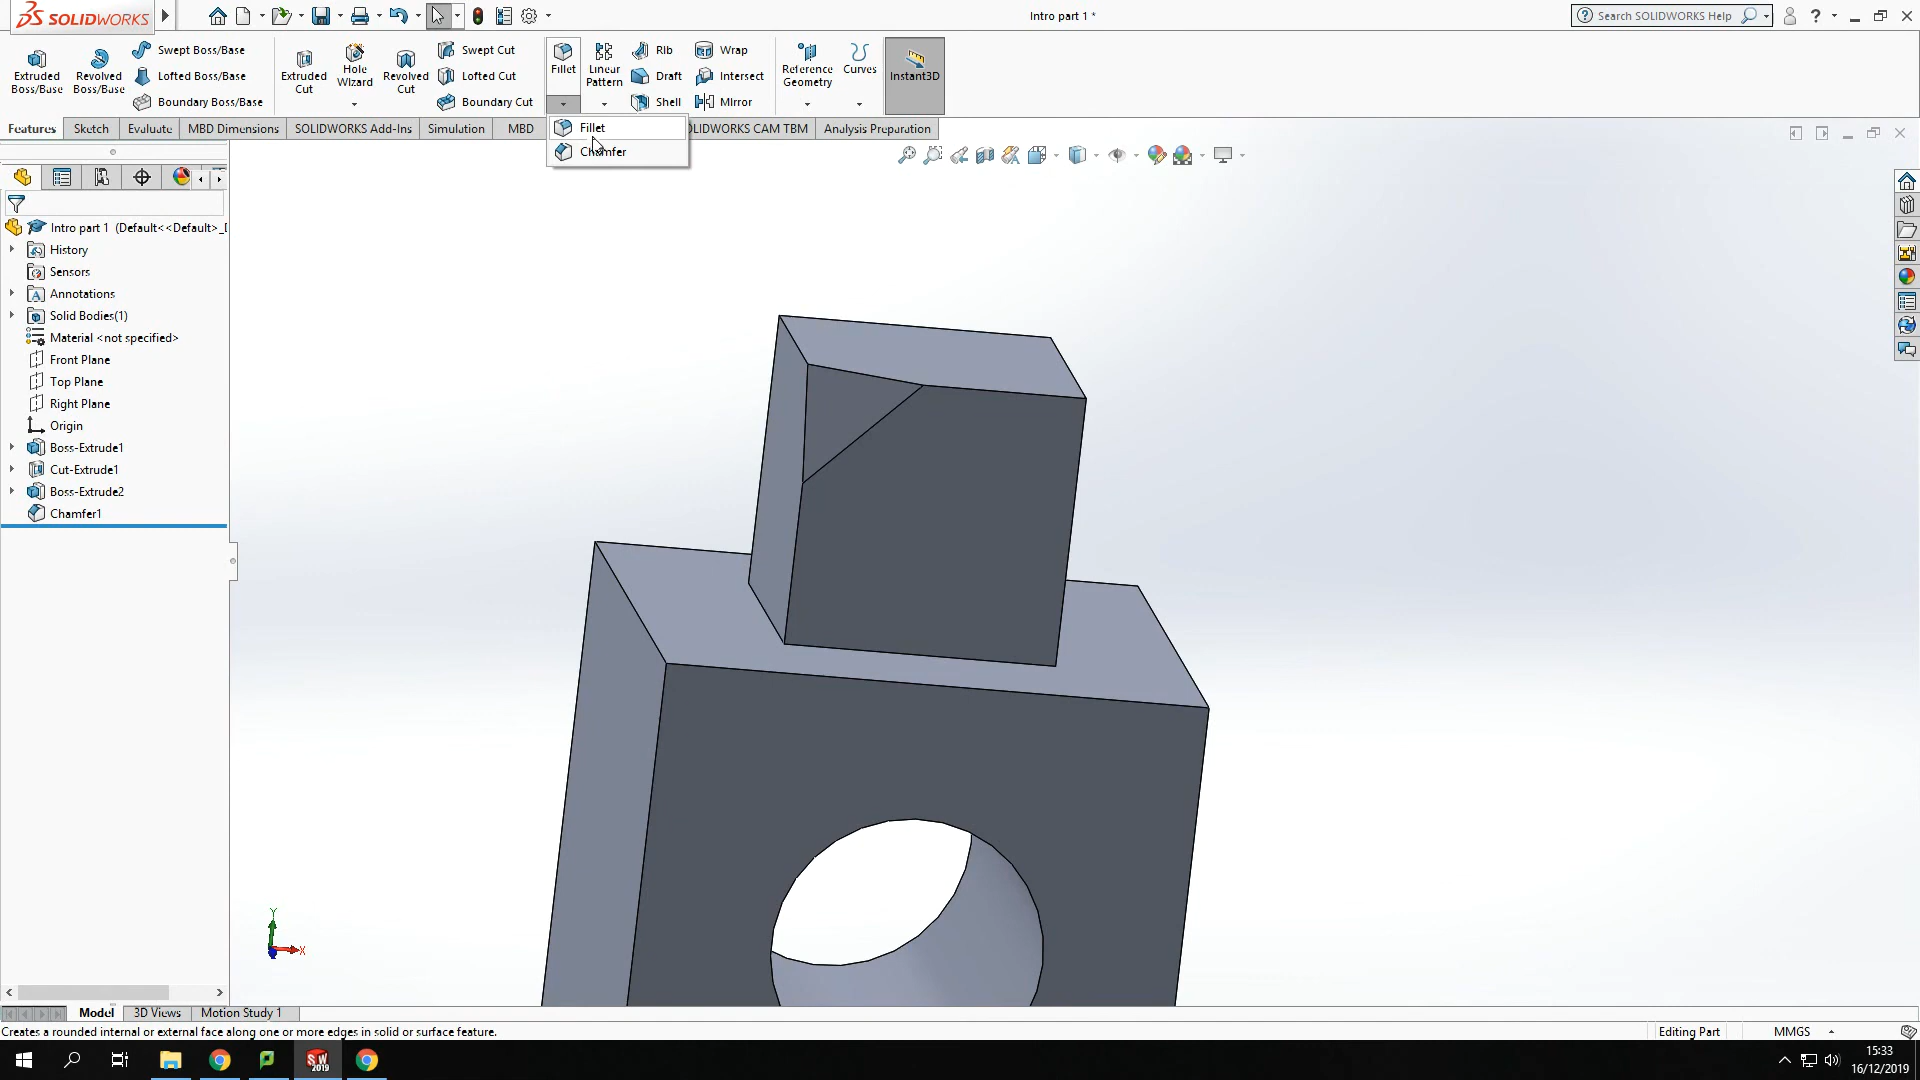 SOLIDWORKS
Intro part 1 *
Search SOLIDWORKS Help
Extruded Boss/Base
Revolved Boss/Base
Swept Boss/Base
Lofted Boss/Base
Boundary Boss/Base
Extruded Cut
Hole Wizard
Revolved Cut
Swept Cut
Lofted Cut
Boundary Cut
Fillet
Linear Pattern
Rib
Draft
Shell
Wrap
Intersect
Mirror
Reference Geometry
Curves
Instant3D
Features
Sketch
Evaluate
MBD Dimensions
SOLIDWORKS Add-Ins
Simulation
MBD
OLIDWORKS CAM TBM
Analysis Preparation
Fillet
Chamfer
Intro part 1 (Default<<Default>_
History
Sensors
Annotations
Solid Bodies(1)
Material <not specified>
Front Plane
Top Plane
Right Plane
Origin
Boss-Extrude1
Cut-Extrude1
Boss-Extrude2
Chamfer1
Y
X
Model
3D Views
Motion Study 1
Creates a rounded internal or external face along one or more edges in solid or surface feature.
Editing Part
MMGS
SW 2019
15:33
16/12/2019